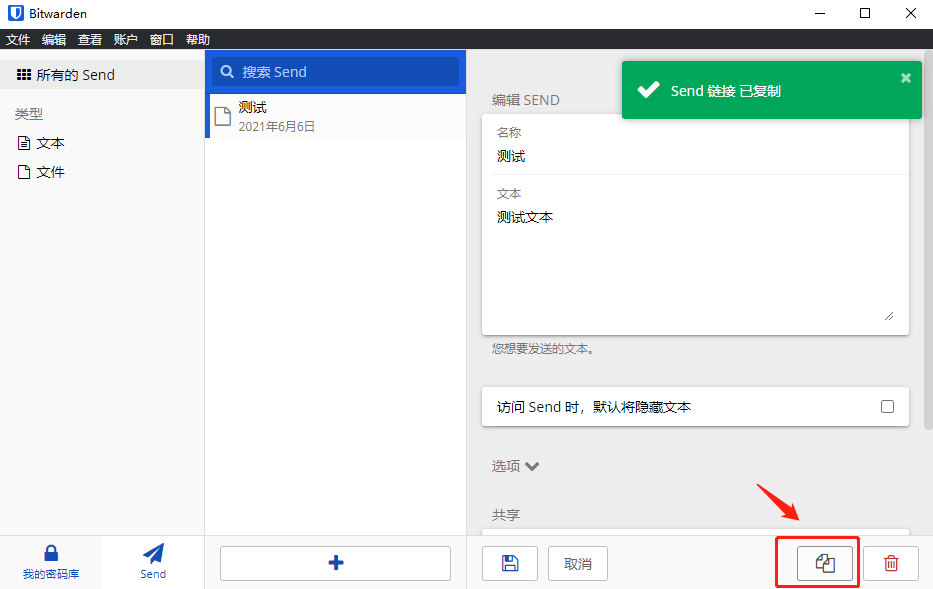 Bitwarden
文件 编辑 查看 账户 窗口 帮助
所有的 Send
类型
文本
文件
搜索 Send
测试
2021年6月6日
Send 链接 已复制
编辑 SEND
名称
测试
文本
测试文本
您想要发送的文本。
访问 Send 时，默认将隐藏文本
选项
共享
我的密码库
Send
取消